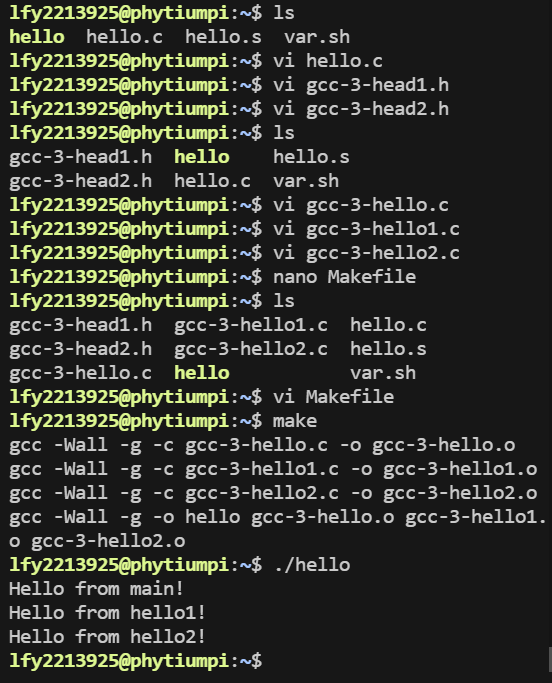 lfy2213925@phytiumpi:~$ ls
hello  hello.c  hello.s  var.sh
lfy2213925@phytiumpi:~$ vi hello.c
lfy2213925@phytiumpi:~$ vi gcc-3-head1.h
lfy2213925@phytiumpi:~$ vi gcc-3-head2.h
lfy2213925@phytiumpi:~$ ls
gcc-3-head1.h  hello    hello.s
gcc-3-head2.h  hello.c  var.sh
lfy2213925@phytiumpi:~$ vi gcc-3-hello.c
lfy2213925@phytiumpi:~$ vi gcc-3-hello1.c
lfy2213925@phytiumpi:~$ vi gcc-3-hello2.c
lfy2213925@phytiumpi:~$ nano Makefile
lfy2213925@phytiumpi:~$ ls
gcc-3-head1.h  gcc-3-hello1.c  hello.c
gcc-3-head2.h  gcc-3-hello2.c  hello.s
gcc-3-hello.c  hello           var.sh
lfy2213925@phytiumpi:~$ vi Makefile
lfy2213925@phytiumpi:~$ make
gcc -Wall -g -c gcc-3-hello.c -o gcc-3-hello.o
gcc -Wall -g -c gcc-3-hello1.c -o gcc-3-hello1.o
gcc -Wall -g -c gcc-3-hello2.c -o gcc-3-hello2.o
gcc -Wall -g -o hello gcc-3-hello.o gcc-3-hello1.
o gcc-3-hello2.o
lfy2213925@phytiumpi:~$ ./hello
Hello from main!
Hello from hello1!
Hello from hello2!
lfy2213925@phytiumpi:~$